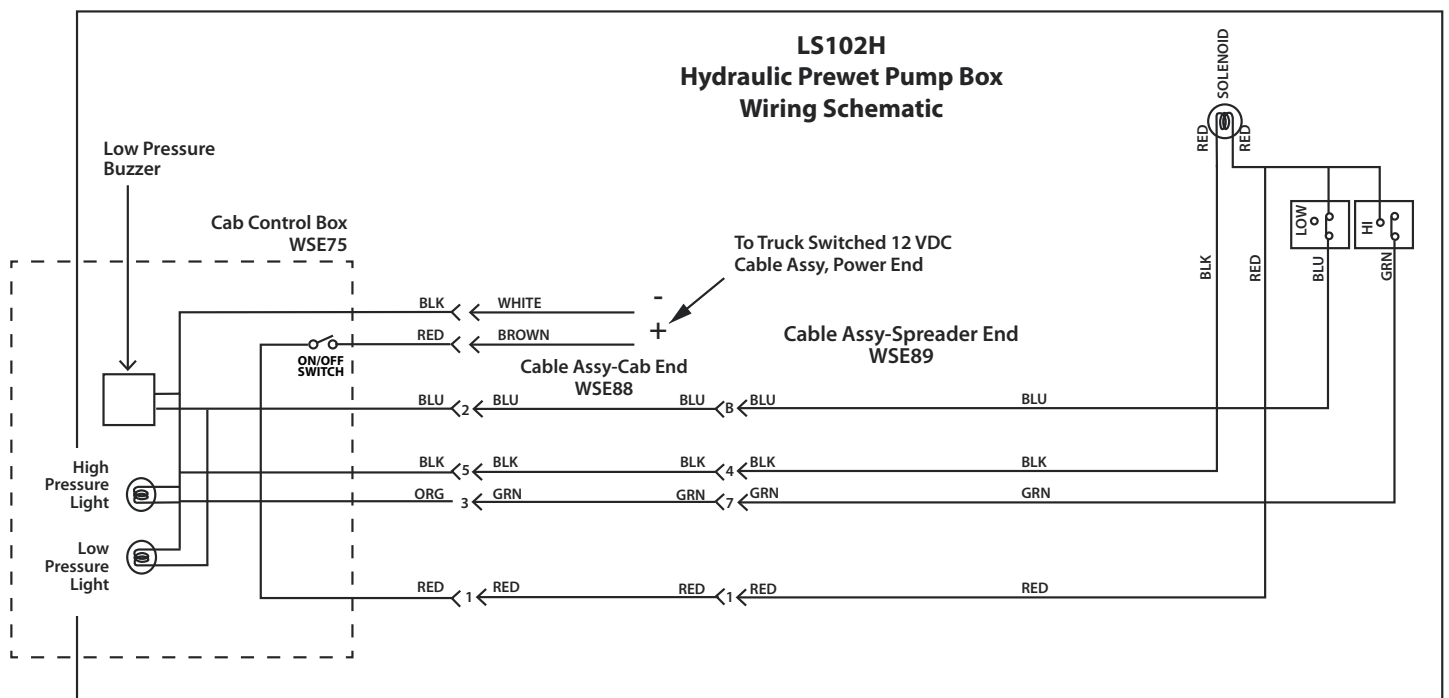 LS102H
Hydraulic Prewet Pump Box
Wiring Schematic
SOLENOID
RED
RED
Low Pressure
Buzzer
Cab Control Box
WSE75
To Truck Switched 12 VDC
Cable Assy, Power End
LOW
HI
BLK
RED
BLU
GRN
BLK
WHITE
-
RED
BROWN
+
ON/OFF
SWITCH
Cable Assy-Cab End
WSE88
Cable Assy-Spreader End
WSE89
BLU 2 BLU BLU B BLU BLU
High
Pressure
Light
BLK 5 BLK BLK 4 BLK BLK
ORG 3 GRN GRN 7 GRN GRN
Low
Pressure
Light
RED 1 RED RED 1 RED RED